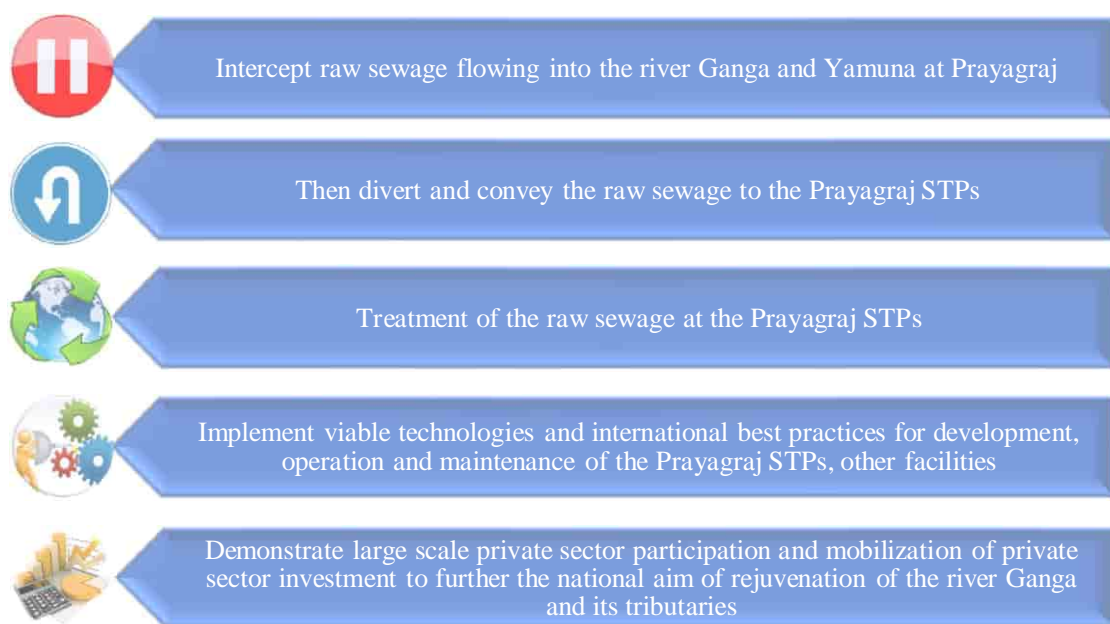 Intercept raw sewage flowing into the river Ganga and Yamuna at Prayagraj
Then divert and convey the raw sewage to the Prayagraj STPs
Treatment of the raw sewage at the Prayagraj STPs
Implement viable technologies and international best practices for development,
operation and maintenance of the Prayagraj STPs, other facilities
Demonstrate large scale private sector participation and mobilization of private
sector investment to further the national aim of rejuvenation of the river Ganga
and its tributaries